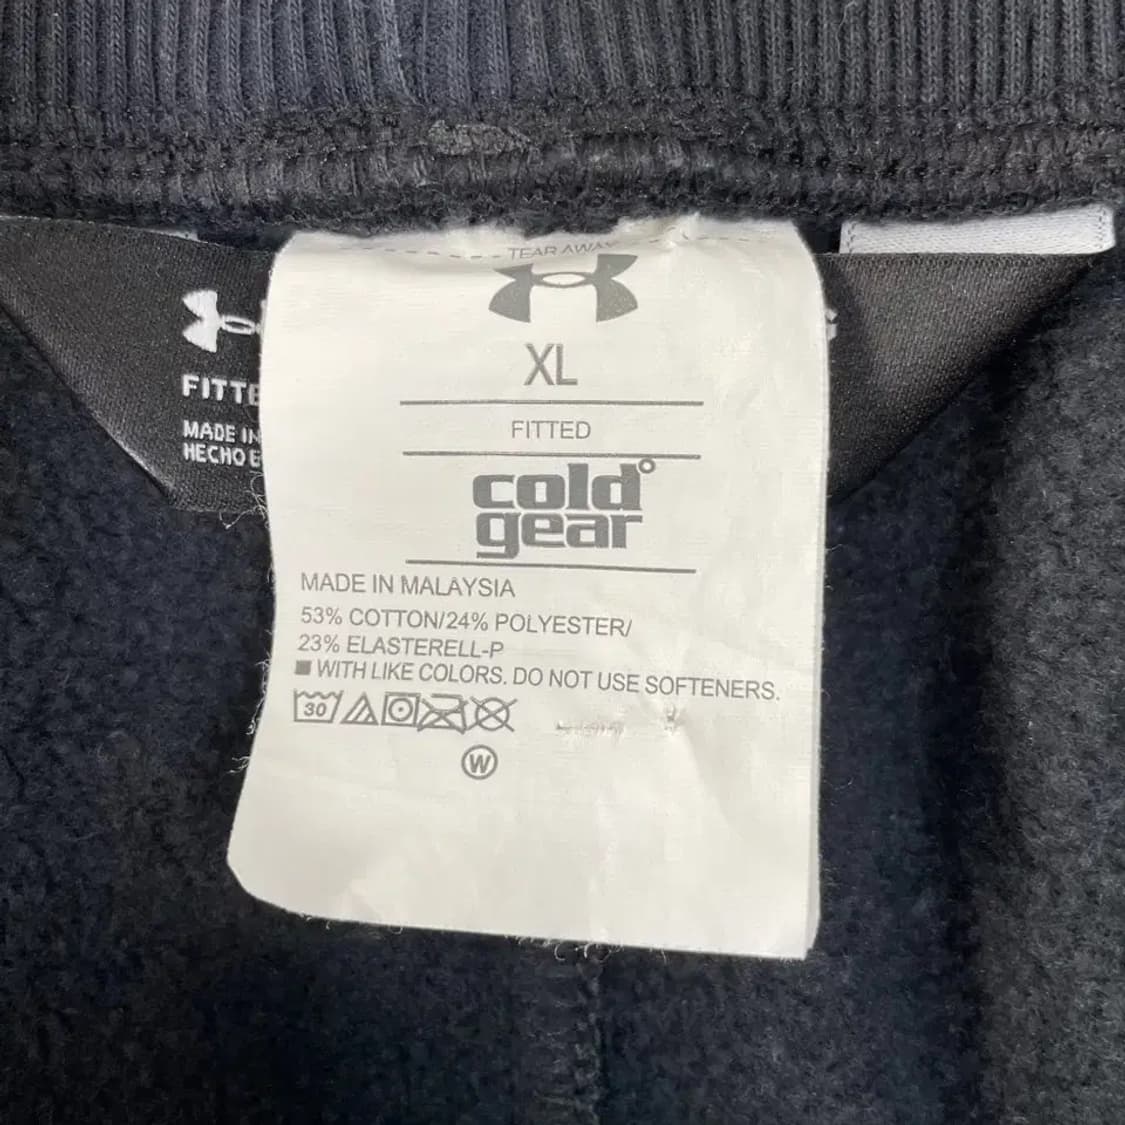 TEAR AWAY
XL
FITTED
cold°
gear
MADE IN MALAYSIA
53% COTTON/24% POLYESTER/
23% ELASTERELL-P
■ WITH LIKE COLORS. DO NOT USE SOFTENERS.
30
W
MADE IN
HECHO